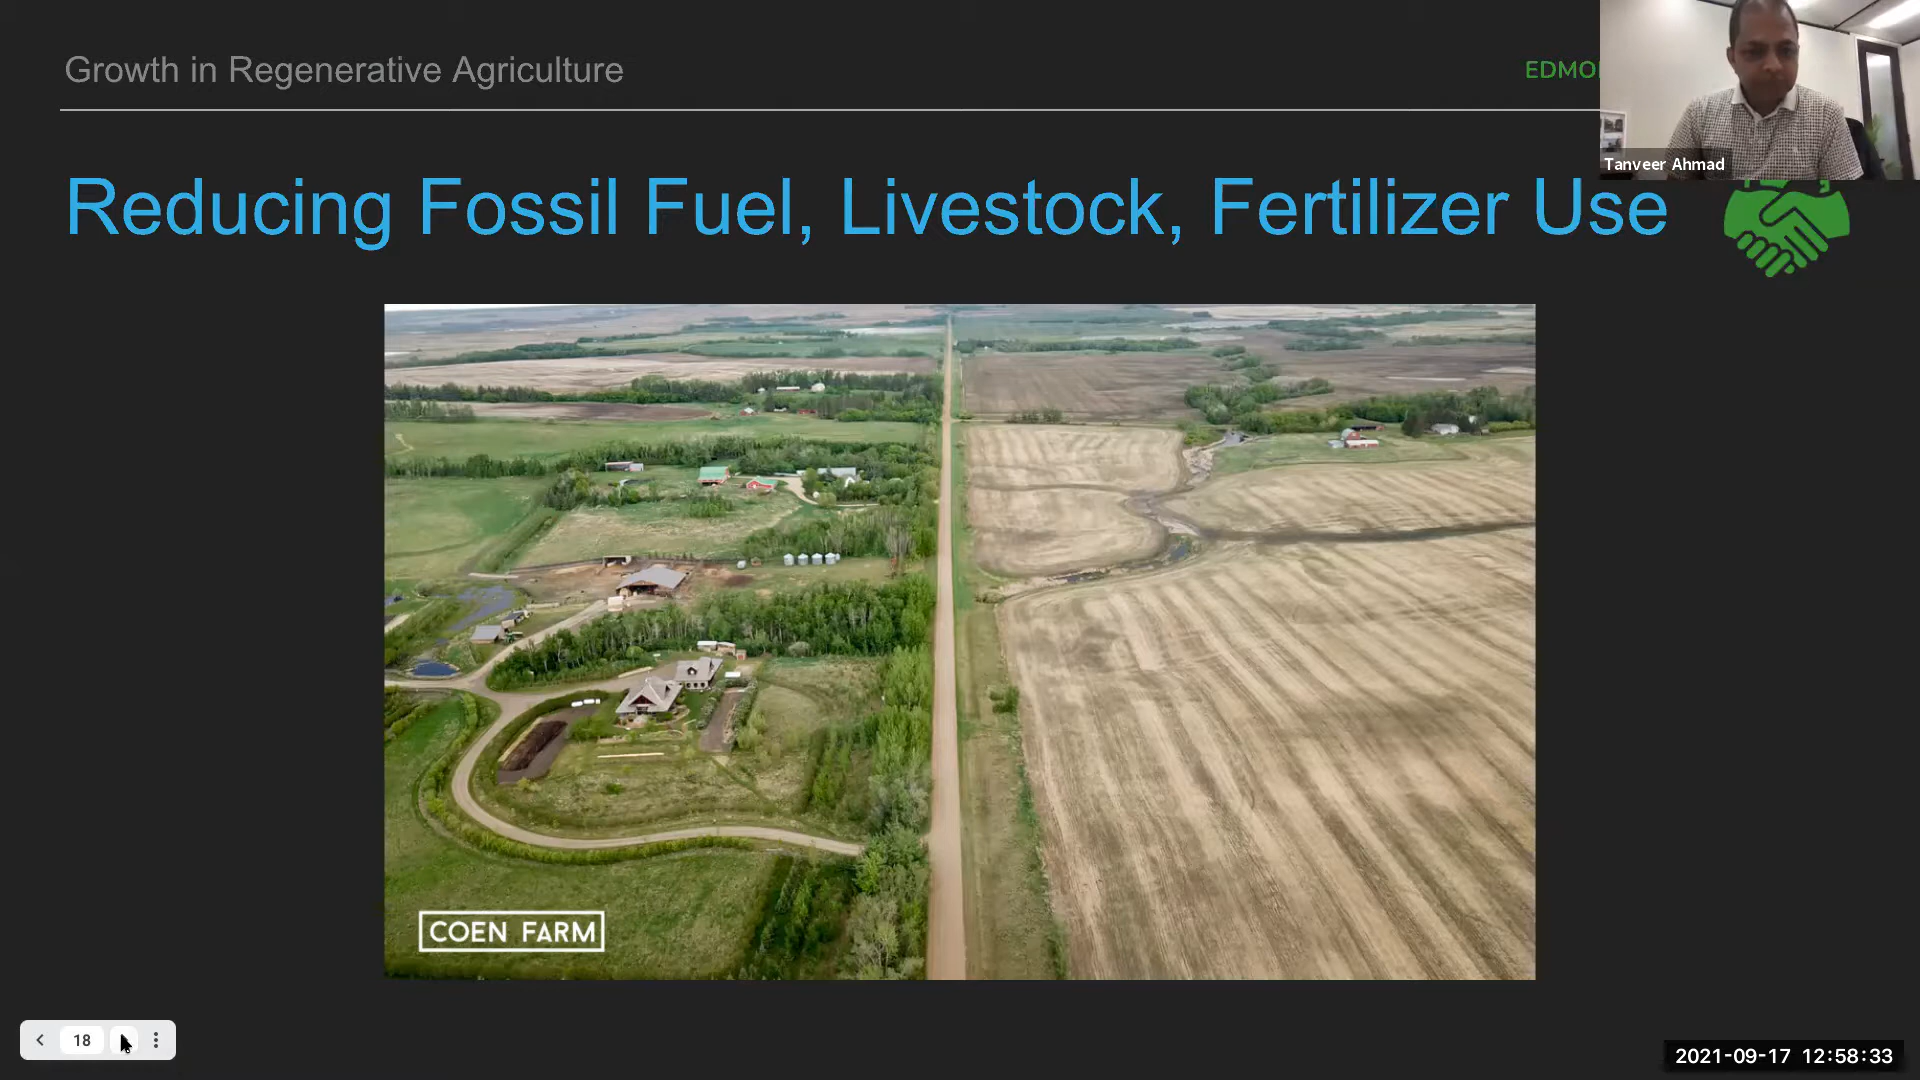 Growth in Regenerative Agriculture
Tanveer Ahmad
Reducing Fossil Fuel, Livestock, Fertilizer Use
COEN FARM
18
2021-09-17 12:58:33